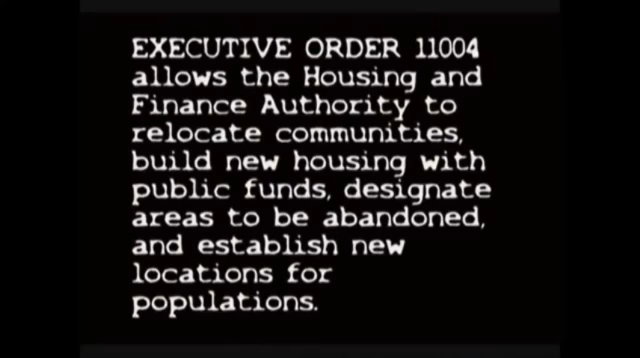 EXECUTIVE ORDER 11004
allows the Housing and
Finance Authority to
relocate communities,
build new housing with
public funds, designate
areas to be abandoned,
and establish new
locations for
populations.